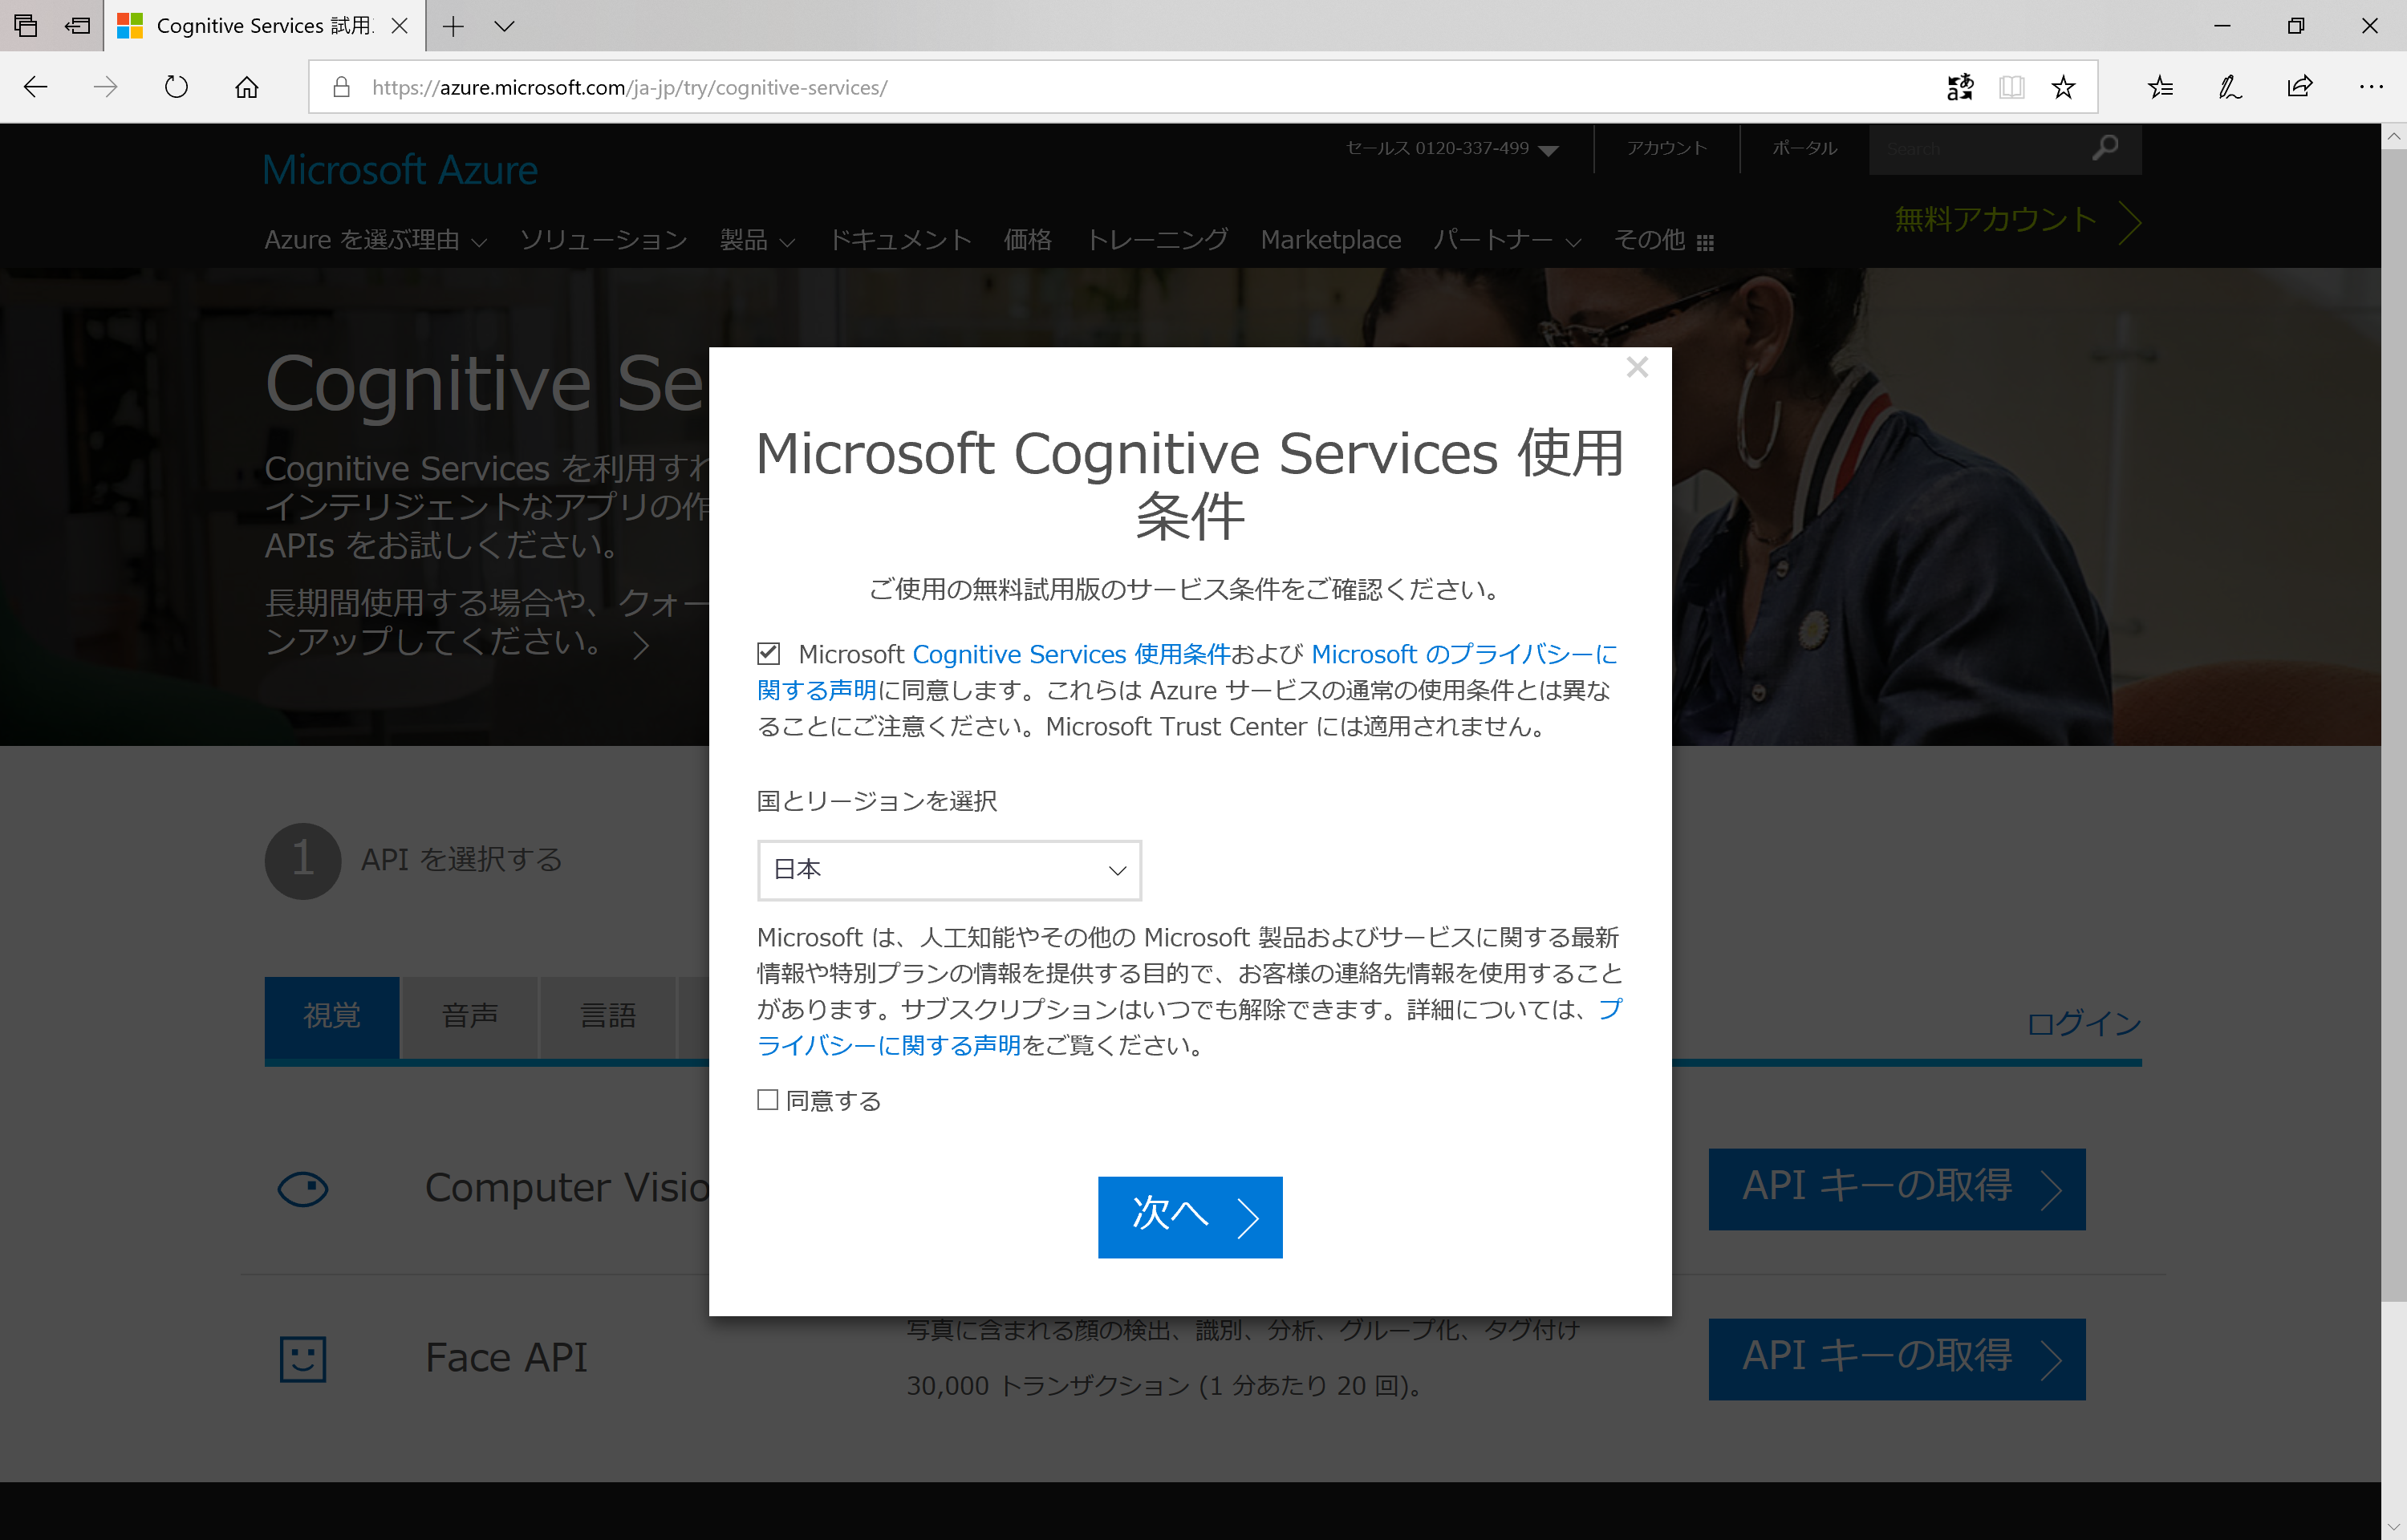 Cognitive Services 試用
https://azure.microsoft.com/ja-jp/try/cognitive-services/
セールス 0120-337-499
アカウント
ポータル
Search
Microsoft Azure
無料アカウント
Azure を選ぶ理由
ソリューション
製品
ドキュメント
価格
トレーニング
Marketplace
パートナー
その他
Cognitive Se
Cognitive Services を利用すれ
インテリジェントなアプリの作
APIs をお試しください。
長期間使用する場合や、クォー
ンアップしてください。
Microsoft Cognitive Services 使用
条件
ご使用の無料試用版のサービス条件をご確認ください。
Microsoft Cognitive Services 使用条件および Microsoft のプライバシーに
関する声明に同意します。これらは Azure サービスの通常の使用条件とは異な
ることにご注意ください。Microsoft Trust Center には適用されません。
国とリージョンを選択
日本
Microsoft は、人工知能やその他の Microsoft 製品およびサービスに関する最新
情報や特別プランの情報を提供する目的で、お客様の連絡先情報を使用すること
があります。サブスクリプションはいつでも解除できます。詳細については、プ
ライバシーに関する声明をご覧ください。
同意する
次へ
1 API を選択する
視覚
音声
言語
ログイン
Computer Visio
API キーの取得
Face API
写真に含まれる顔の検出、識別、分析、グループ化、タグ付け
30,000 トランザクション (1 分あたり 20 回)。
API キーの取得